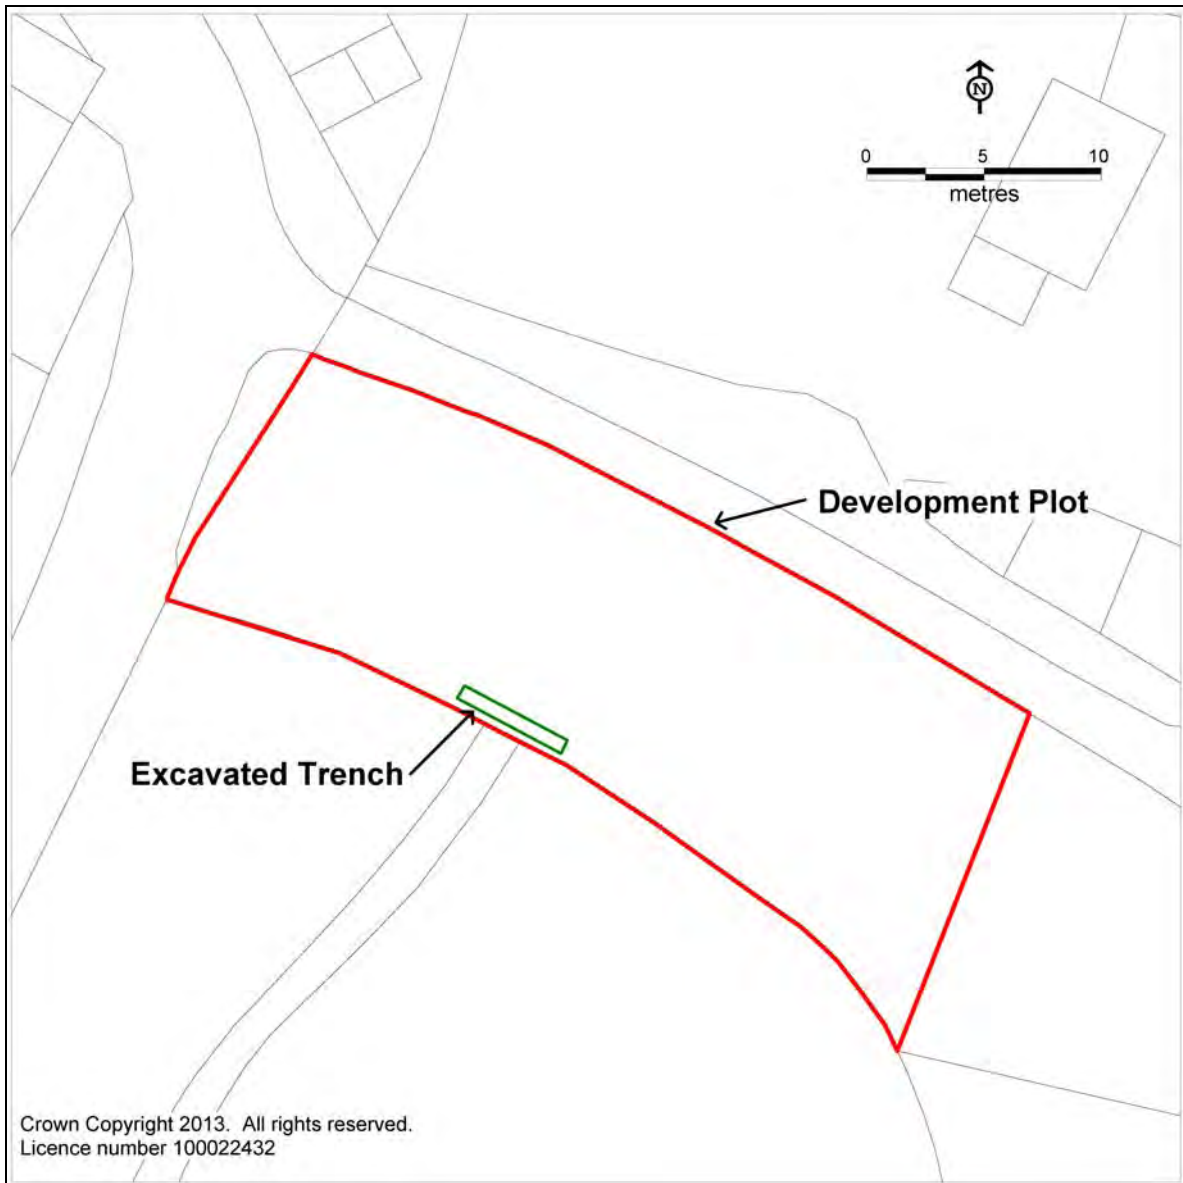 N
0 5 10
metres
Development Plot
Excavated Trench
Crown Copyright 2013. All rights reserved.
Licence number 100022432